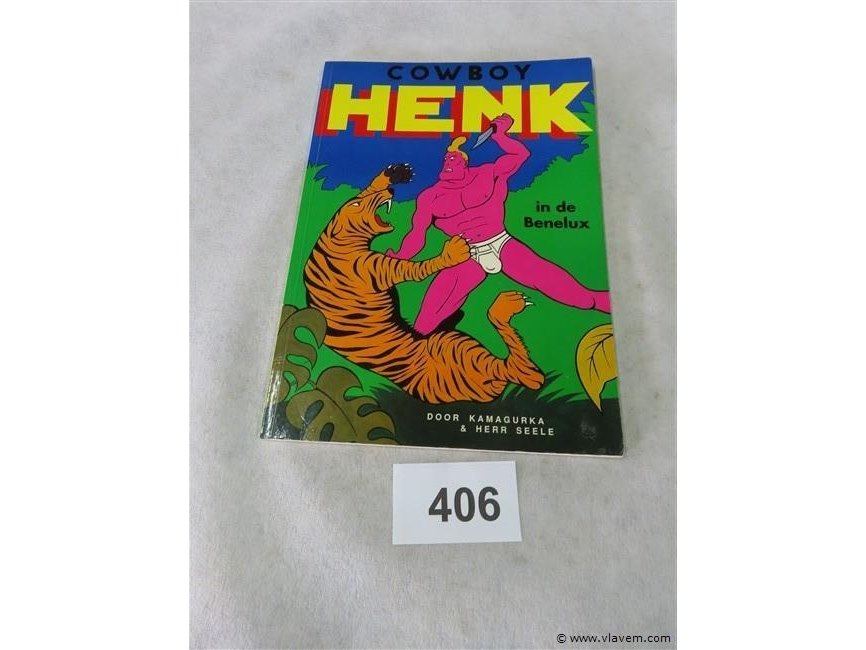 COWBOY
HENK
in de
Benelux
DOOR KAMAGURKA
& HERR SEELE
406
© www.vlavem.com